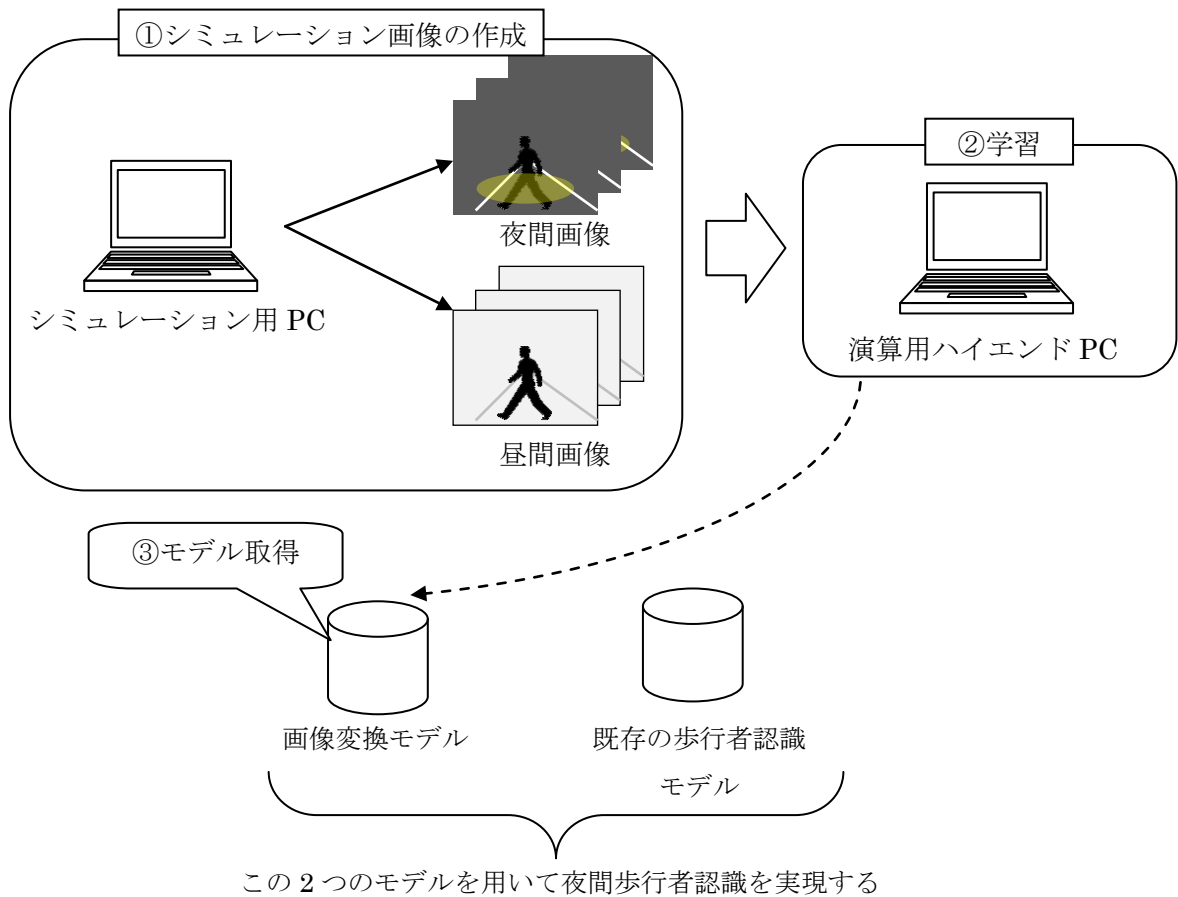 ①シミュレーション画像の作成
夜間画像
シミュレーション用 PC
昼間画像
②学習
演算用ハイエンド PC
③モデル取得
画像変換モデル
既存の歩行者認識
モデル
この 2 つのモデルを用いて夜間歩行者認識を実現する